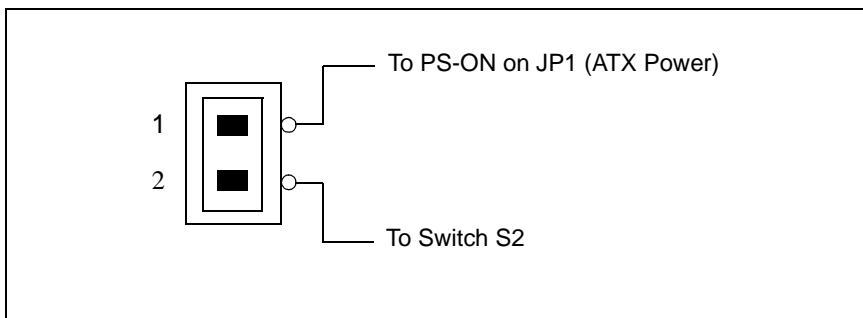 To PS-ON on JP1 (ATX Power)
1
2
To Switch S2